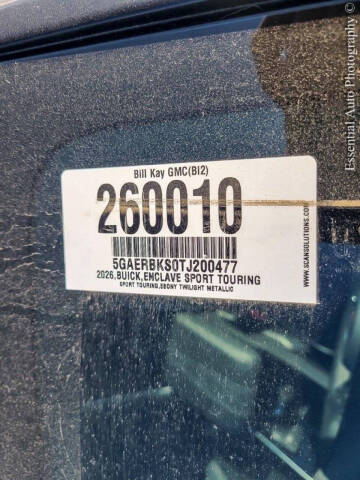 Bill Kay GMC(BI2)
260010
5GAERBKS0TJ200477
2026,BUICK,ENCLAVE SPORT TOURING
SPORT TOURING,EBONY TWILIGHT METALLIC
WWW.SCANSOLUTIONS.COM
Essential Auto Photography ©